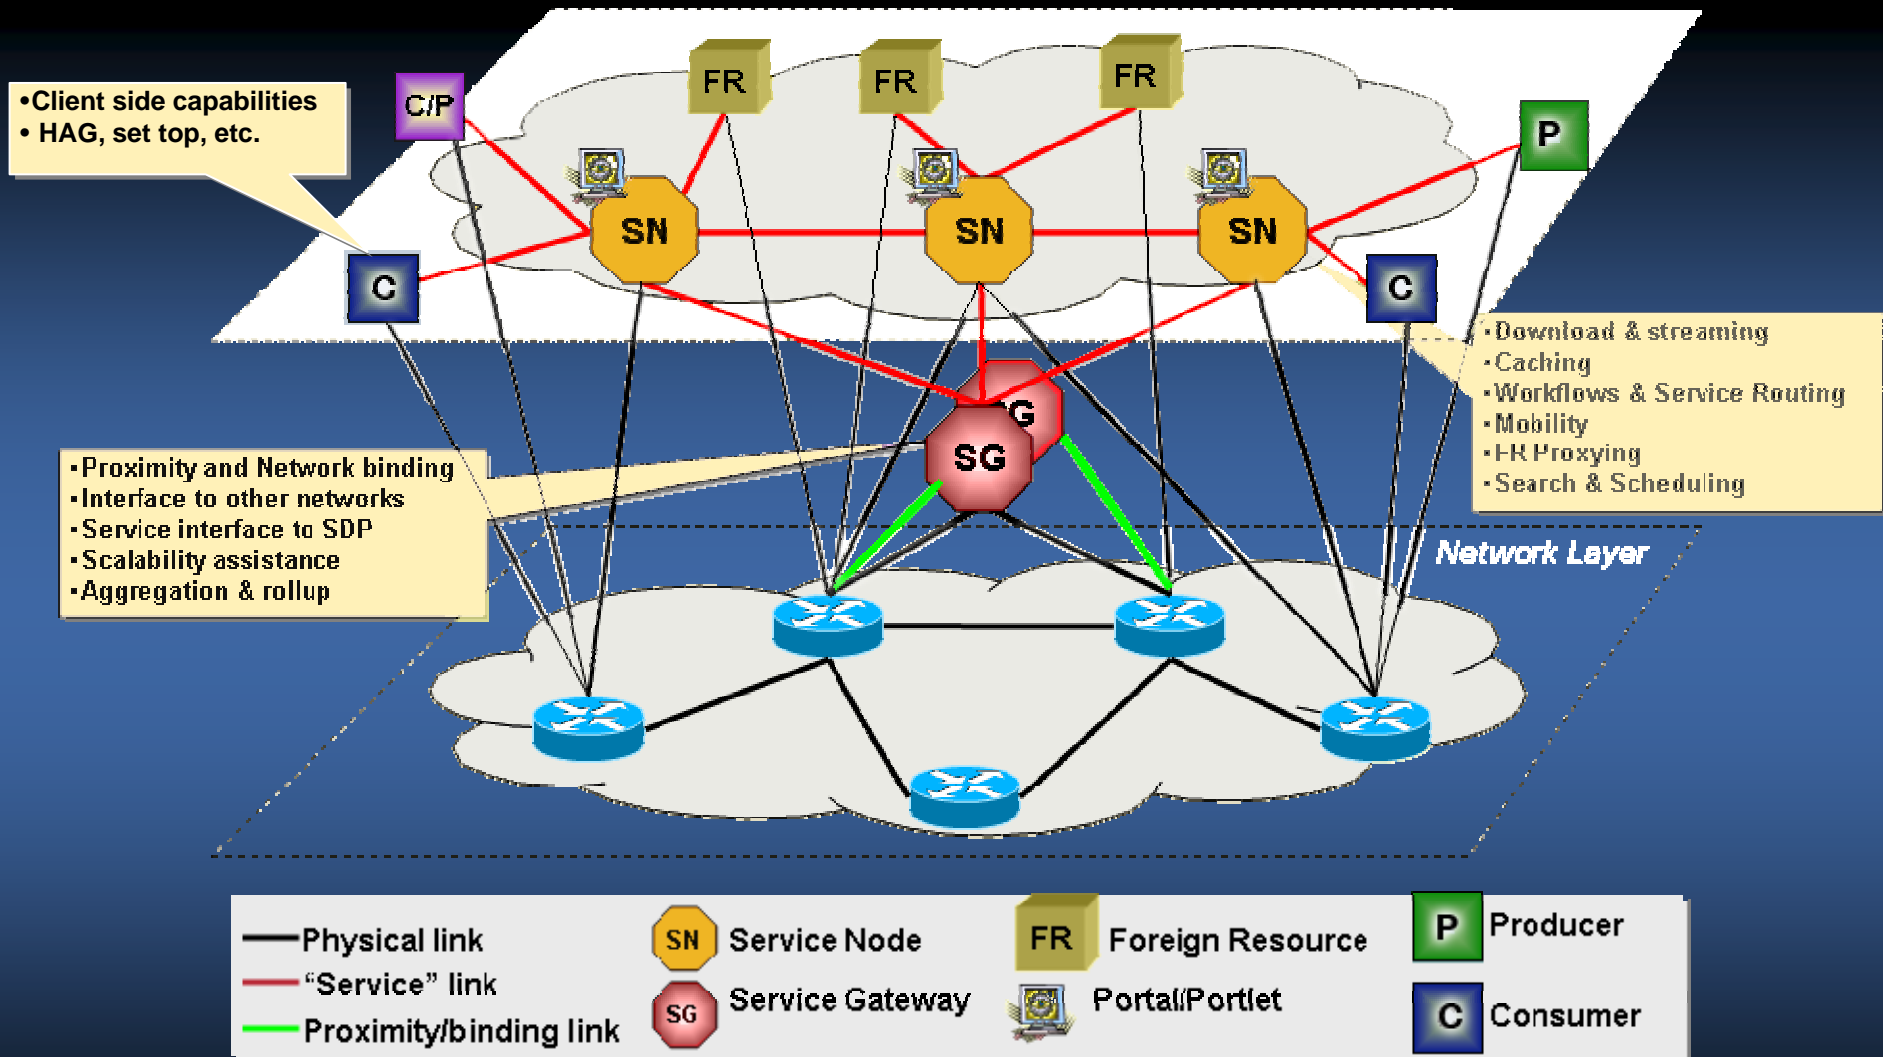 •Client side capabilities
• HAG, set top, etc.
C/P
FR
FR
FR
P
SN
SN
SN
C
C
▪Download & streaming
▪Caching
▪Workflows & Service Routing
▪Mobility
▪FR Proxying
▪Search & Scheduling
G
SG
▪Proximity and Network binding
▪Interface to other networks
▪Service interface to SDP
▪Scalability assistance
▪Aggregation & rollup
Network Layer
Physical link
“Service” link
Proximity/binding link
SN Service Node
SG Service Gateway
FR Foreign Resource
Portal/Portlet
P Producer
C Consumer